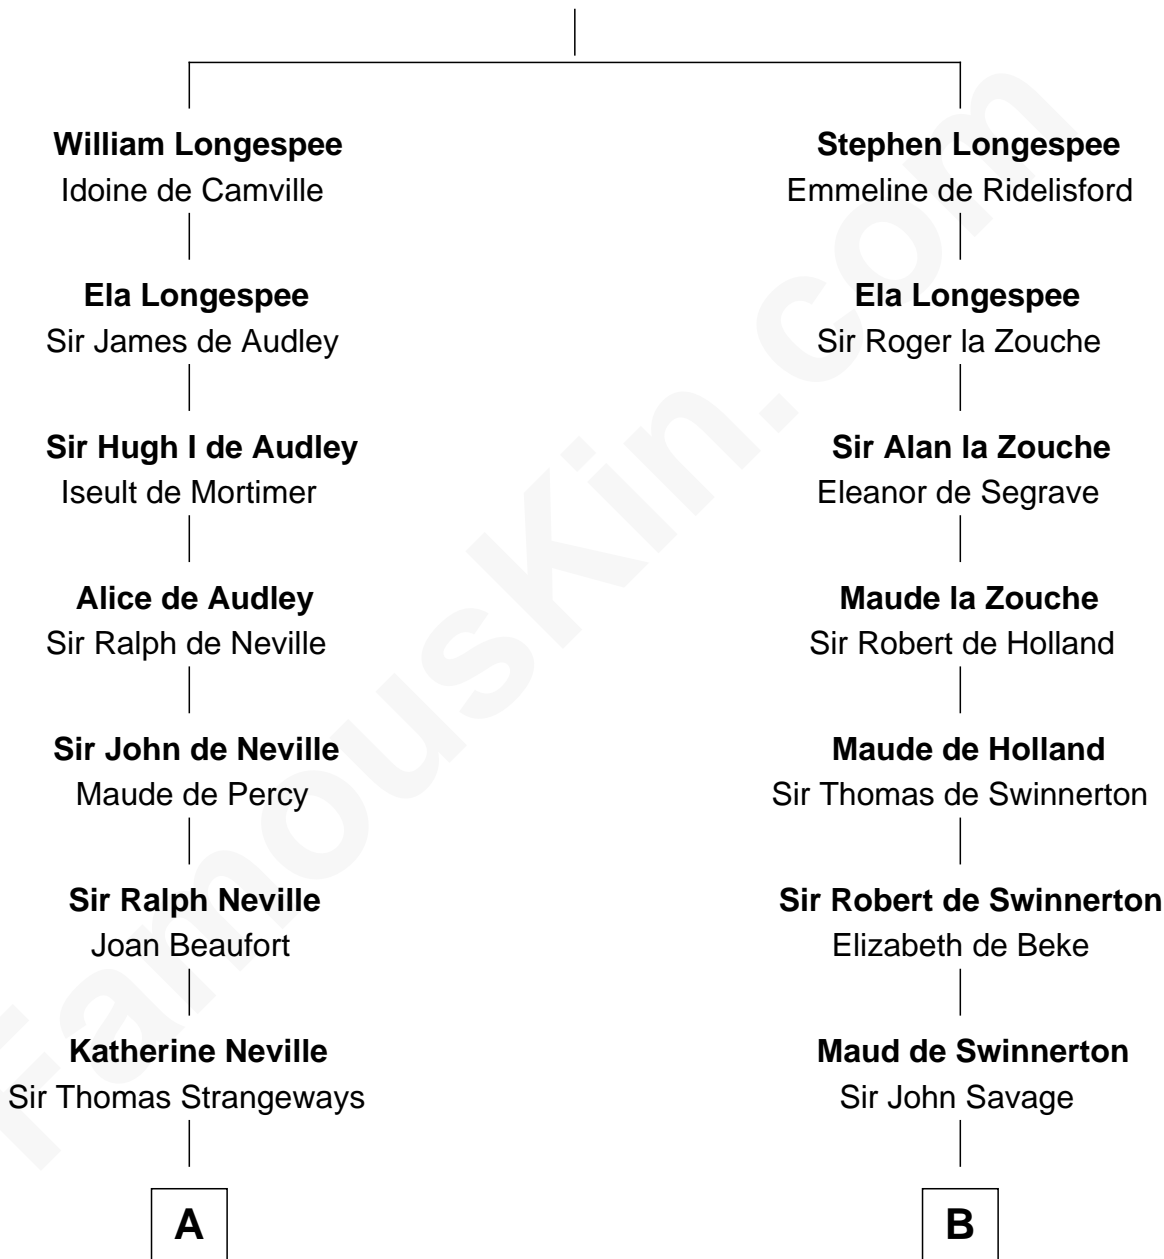 William Longespee
Idoine de Camville
Ela Longespee
Sir James de Audley
Sir Hugh I de Audley
Iseult de Mortimer
Alice de Audley
Sir Ralph de Neville
Sir John de Neville
Maude de Percy
Sir Ralph Neville
Joan Beaufort
Katherine Neville
Sir Thomas Strangeways
A
Stephen Longespee
Emmeline de Ridelisford
Ela Longespee
Sir Roger la Zouche
Sir Alan la Zouche
Eleanor de Segrave
Maude la Zouche
Sir Robert de Holland
Maude de Holland
Sir Thomas de Swinnerton
Sir Robert de Swinnerton
Elizabeth de Beke
Maud de Swinnerton
Sir John Savage
B
FamousKin.com